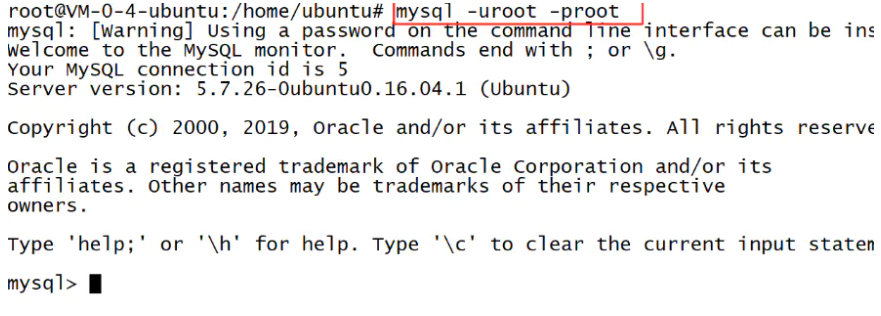 root@VM-0-4-ubuntu:/home/ubuntu# mysql -uroot -proot
mysql: [Warning] Using a password on the command line interface can be ins
Welcome to the MySQL monitor.  Commands end with ; or \g.
Your MySQL connection id is 5
Server version: 5.7.26-0ubuntu0.16.04.1 (Ubuntu)
Copyright (c) 2000, 2019, Oracle and/or its affiliates. All rights reserve
Oracle is a registered trademark of Oracle Corporation and/or its
affiliates. Other names may be trademarks of their respective
owners.
Type 'help;' or '\h' for help. Type '\c' to clear the current input statem
mysql>